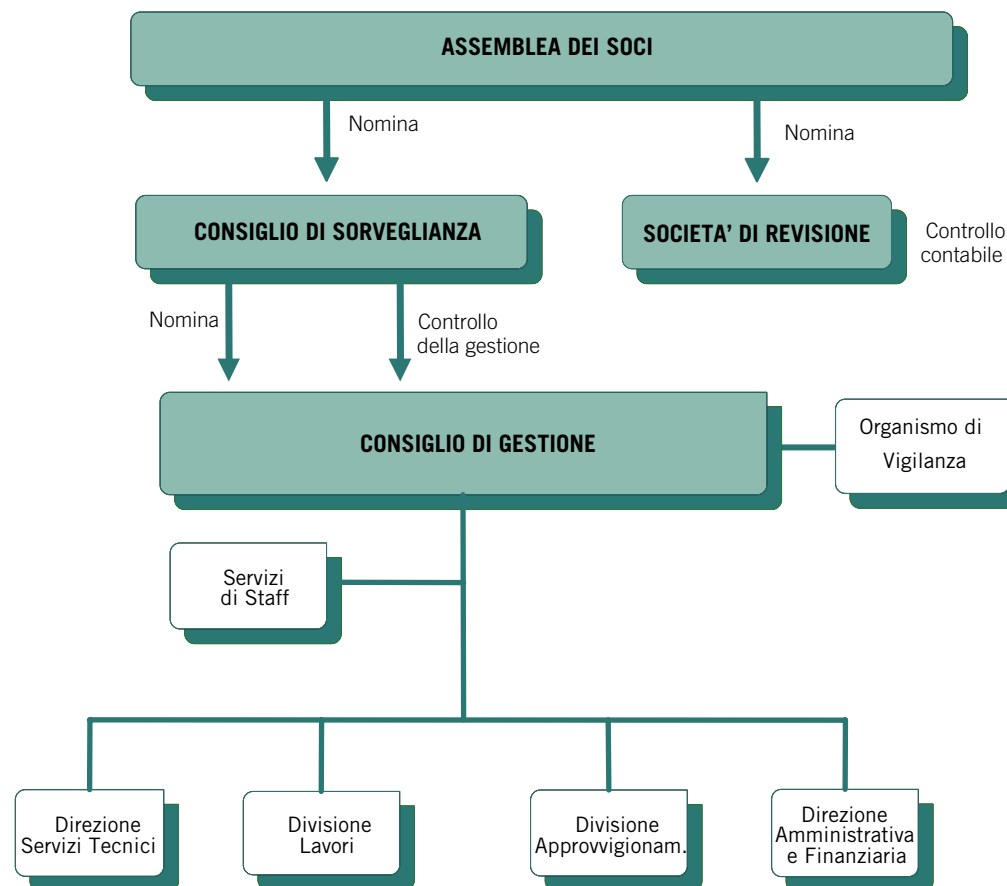 ASSEMBLEA DEI SOCI
Nomina
Nomina
CONSIGLIO DI SORVEGLIANZA
SOCIETA' DI REVISIONE
Controllo
contabile
Nomina
Controllo
della gestione
CONSIGLIO DI GESTIONE
Organismo di
Vigilanza
Servizi
di Staff
Direzione
Servizi Tecnici
Divisione
Lavori
Divisione
Approvvigionam.
Direzione
Amministrativa
e Finanziaria